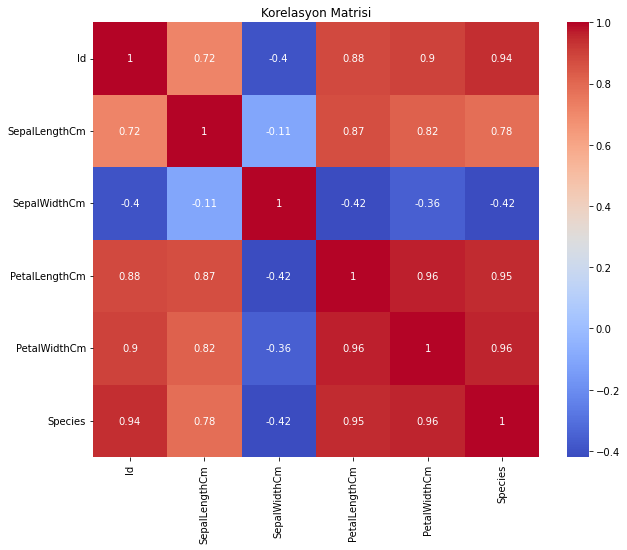 Korelasyon Matrisi
Id 1 0.72 -0.4 0.88 0.9 0.94
SepalLengthCm 0.72 1 -0.11 0.87 0.82 0.78
SepalWidthCm -0.4 -0.11 1 -0.42 -0.36 -0.42
PetalLengthCm 0.88 0.87 -0.42 1 0.96 0.95
PetalWidthCm 0.9 0.82 -0.36 0.96 1 0.96
Species 0.94 0.78 -0.42 0.95 0.96 1
Id
SepalLengthCm
SepalWidthCm
PetalLengthCm
PetalWidthCm
Species
1.0
0.8
0.6
0.4
0.2
0.0
−0.2
−0.4